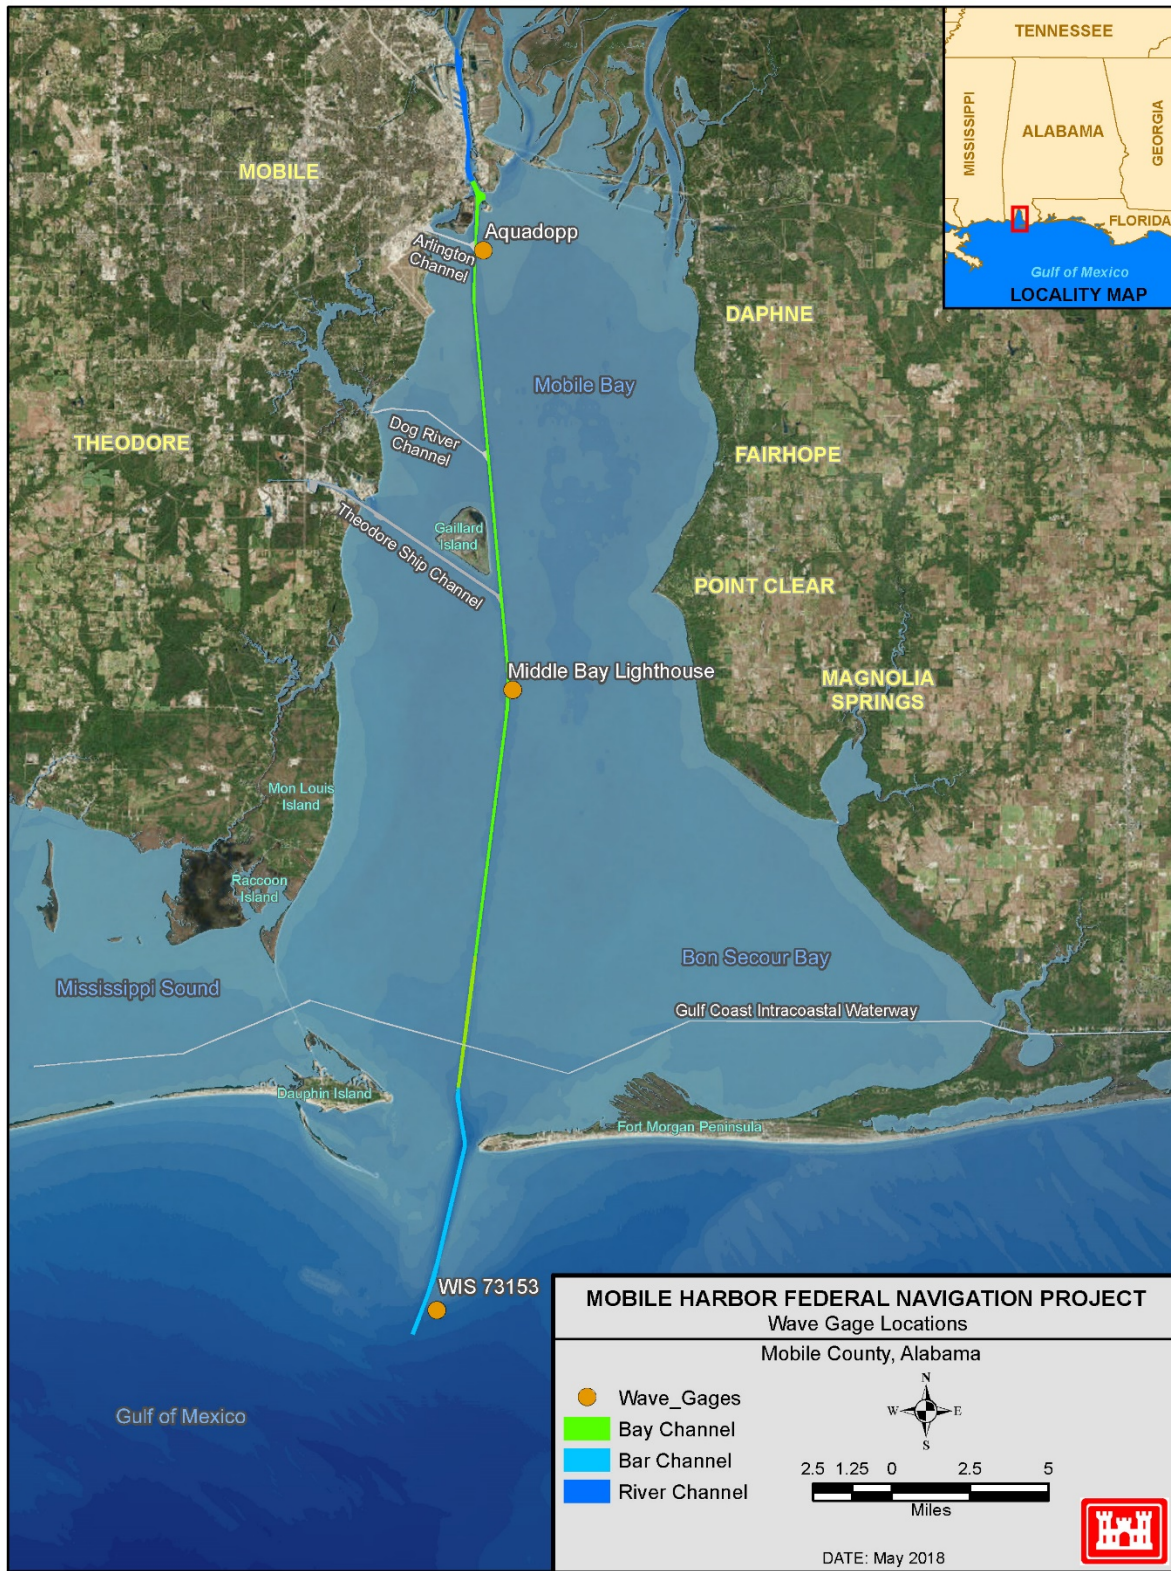 TENNESSEE
MISSISSIPPI
ALABAMA
GEORGIA
FLORIDA
Gulf of Mexico
LOCALITY MAP
MOBILE
Aquadopp
Arlington
Channel
DAPHNE
Mobile Bay
THEODORE
Dog River
Channel
FAIRHOPE
Theodore Ship Channel
Gaillard
Island
POINT CLEAR
Middle Bay Lighthouse
MAGNOLIA
SPRINGS
Mon Louis
Island
Raccoon
Island
Bon Secour Bay
Mississippi Sound
Gulf Coast Intracoastal Waterway
Dauphin Island
Fort Morgan Peninsula
WIS 73153
Gulf of Mexico
MOBILE HARBOR FEDERAL NAVIGATION PROJECT
Wave Gage Locations
Mobile County, Alabama
Wave_Gages
Bay Channel
Bar Channel
River Channel
N
W E
S
2.5 1.25 0 2.5 5
Miles
DATE: May 2018